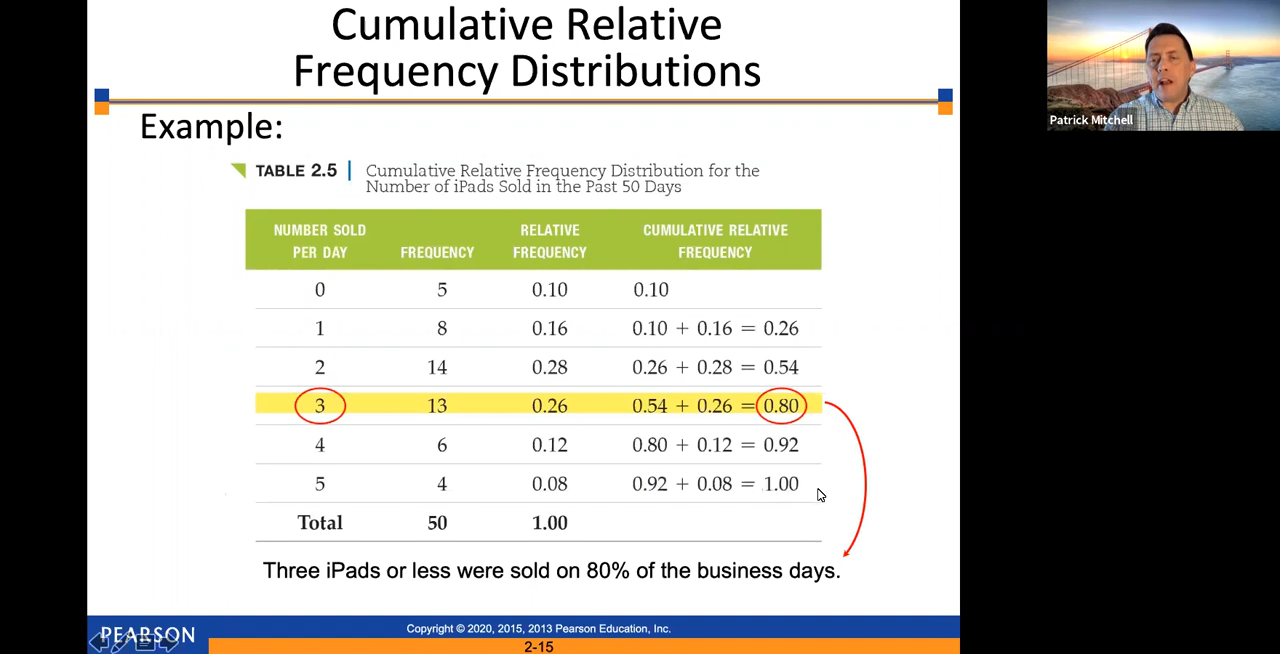 Cumulative Relative
Frequency Distributions
Patrick Mitchell
Example:
TABLE 2.5 Cumulative Relative Frequency Distribution for the
Number of iPads Sold in the Past 50 Days
NUMBER SOLD PER DAY FREQUENCY RELATIVE FREQUENCY CUMULATIVE RELATIVE FREQUENCY
0 5 0.10 0.10
1 8 0.16 0.10 + 0.16 = 0.26
2 14 0.28 0.26 + 0.28 = 0.54
3 13 0.26 0.54 + 0.26 = 0.80
4 6 0.12 0.80 + 0.12 = 0.92
5 4 0.08 0.92 + 0.08 = 1.00
Total 50 1.00
Three iPads or less were sold on 80% of the business days.
PEARSON
Copyright © 2020, 2015, 2013 Pearson Education, Inc.
2-15